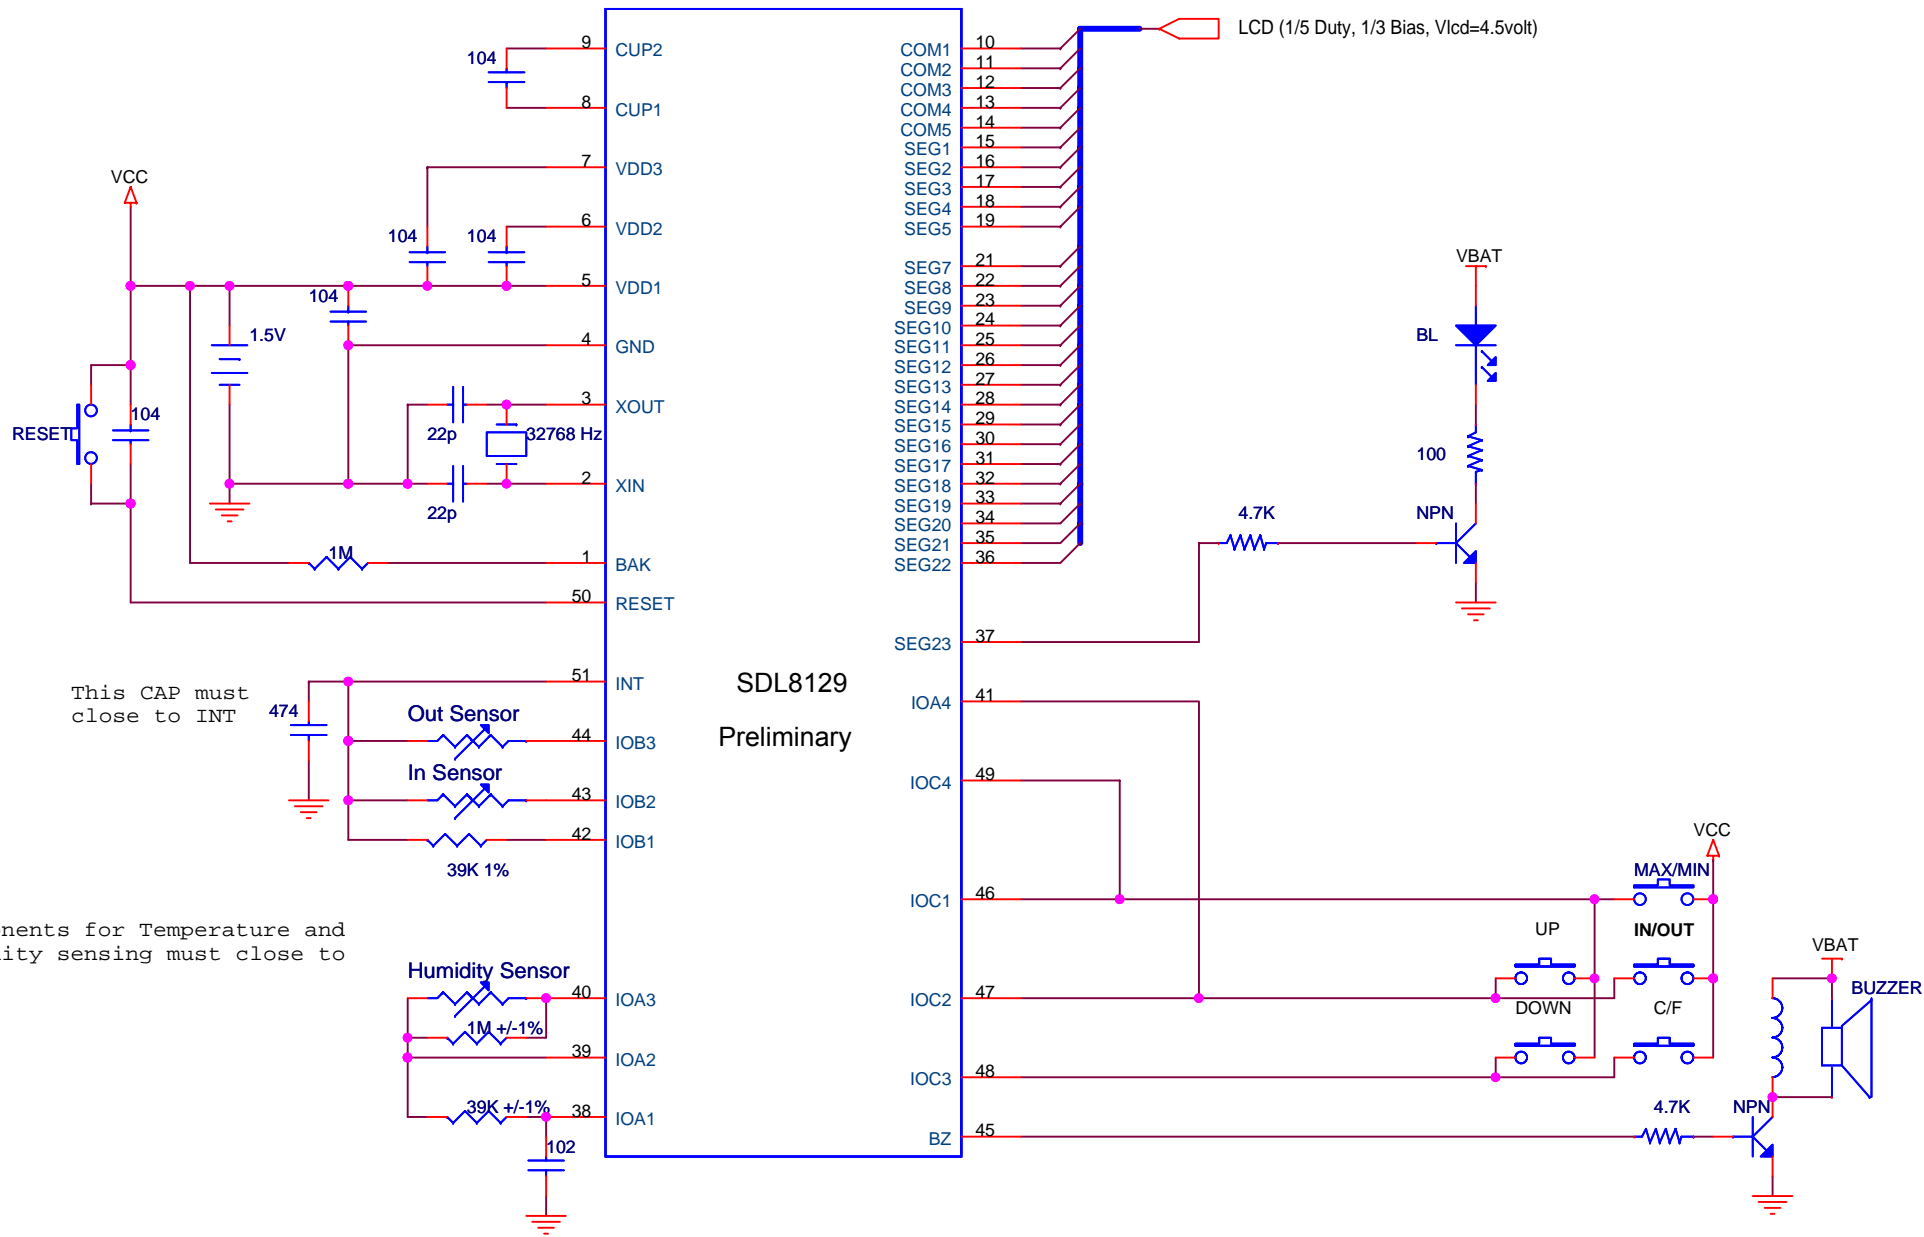 LCD (1/5 Duty, 1/3 Bias, Vlcd=4.5volt)
9 CUP2
104
8 CUP1
7 VDD3
VCC
6 VDD2
104
104
5 VDD1
104
1.5V
4 GND
3 XOUT
104
RESET
22p
32768 Hz
2 XIN
22p
1M
1 BAK
50 RESET
COM1 10
COM2 11
COM3 12
COM4 13
COM5 14
SEG1 15
SEG2 16
SEG3 17
SEG4 18
SEG5 19
SEG7 21
SEG8 22
SEG9 23
SEG10 24
SEG11 25
SEG12 26
SEG13 27
SEG14 28
SEG15 29
SEG16 30
SEG17 31
SEG18 32
SEG19 33
SEG20 34
SEG21 35
SEG22 36
VBAT
BL
100
4.7K
NPN
SEG23 37
51 INT
SDL8129
Preliminary
This CAP must
close to INT
474
Out Sensor
44 IOB3
In Sensor
43 IOB2
42 IOB1
39K 1%
IOA4 41
IOC4 49
IOC1 46
VCC
MAX/MIN
UP
IN/OUT
VBAT
BUZZER
IOC2 47
DOWN
C/F
IOC3 48
4.7K
NPN
BZ 45
nents for Temperature and
ity sensing must close to
Humidity Sensor
40 IOA3
1M +/-1%
39 IOA2
39K +/-1%
38 IOA1
102